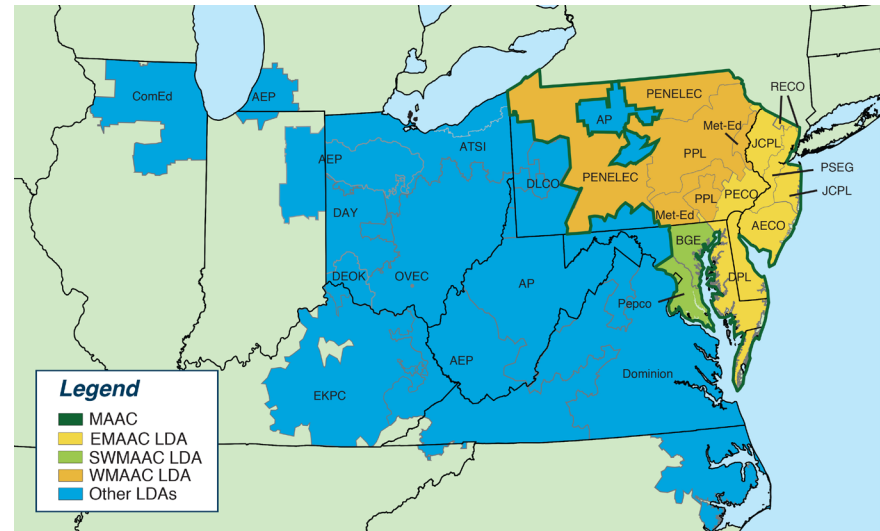 ComEd
AEP
PENELEC
RECO
AP
Met-Ed
JCPL
AEP
ATSI
PPL
PSEG
DLCO
PENELEC
PECO
JCPL
PPL
DAY
Met-Ed
AECO
BGE
DEOK
OVEC
AP
DPL
Pepco
AEP
Dominion
EKPC
Legend
MAAC
EMAAC LDA
SWMAAC LDA
WMAAC LDA
Other LDAs